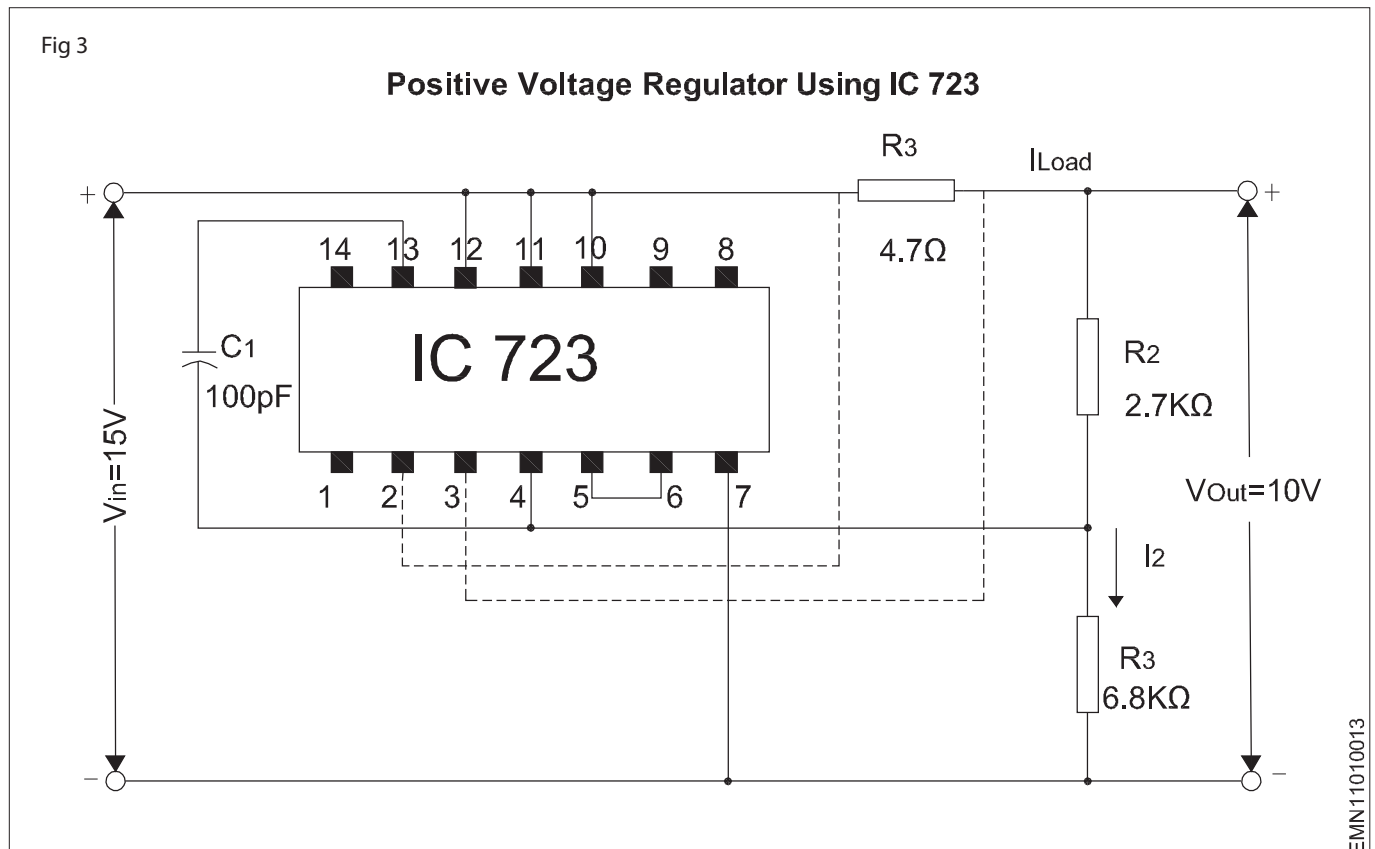 Fig 3
Positive Voltage Regulator Using IC 723
R3
ILoad
+
+
4.7Ω
14 13 12 11 10 9 8
C1
100pF
IC 723
R2
2.7KΩ
Vin=15V
1 2 3 4 5 6 7
VOut=10V
I2
R3
6.8KΩ
−
−
EMN11010013